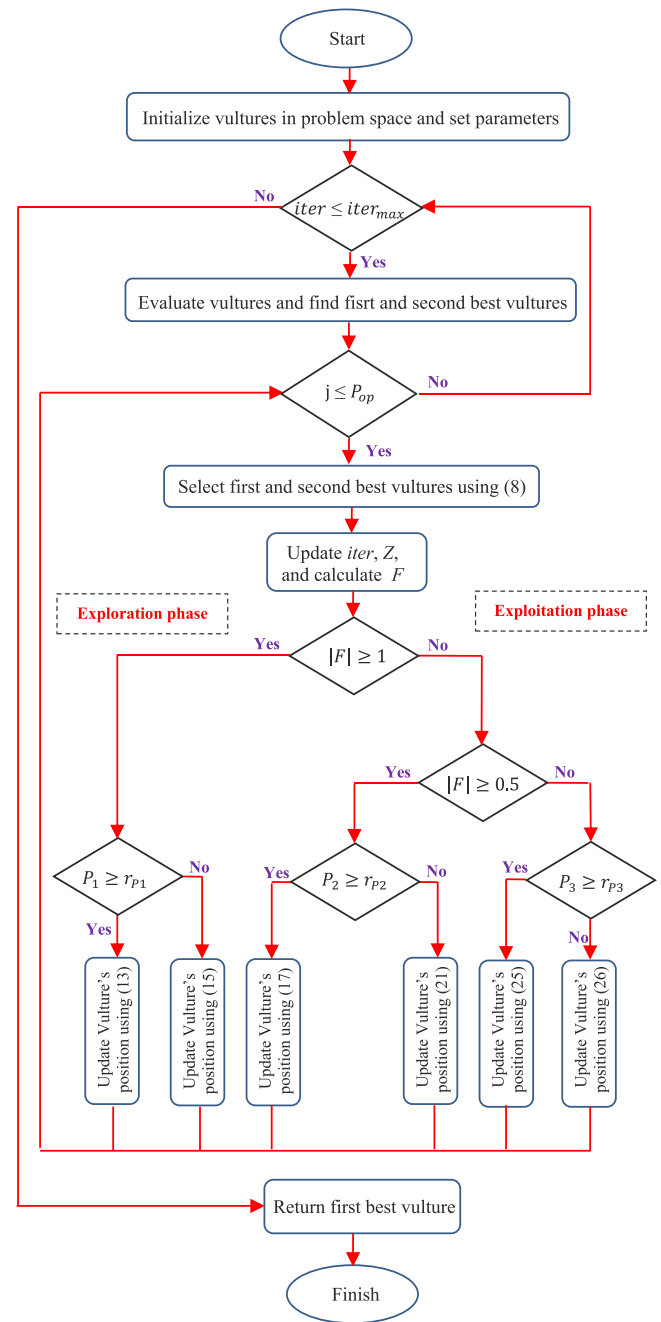 Start
Initialize vultures in problem space and set parameters
No
iter ≤ iter_max
Yes
Evaluate vultures and find fisrt and second best vultures
j ≤ P_op
No
Yes
Select first and second best vultures using (8)
Update iter, Z,
and calculate F
Exploration phase
Exploitation phase
Yes
|F| ≥ 1
No
Yes
|F| ≥ 0.5
No
P_1 ≥ r_P1
No
Yes
Yes
P_2 ≥ r_P2
No
Yes
P_3 ≥ r_P3
No
Update Vulture's
position using (13)
Update Vulture's
position using (15)
Update Vulture's
position using (17)
Update Vulture's
position using (21)
Update Vulture's
position using (25)
Update Vulture's
position using (26)
Return first best vulture
Finish